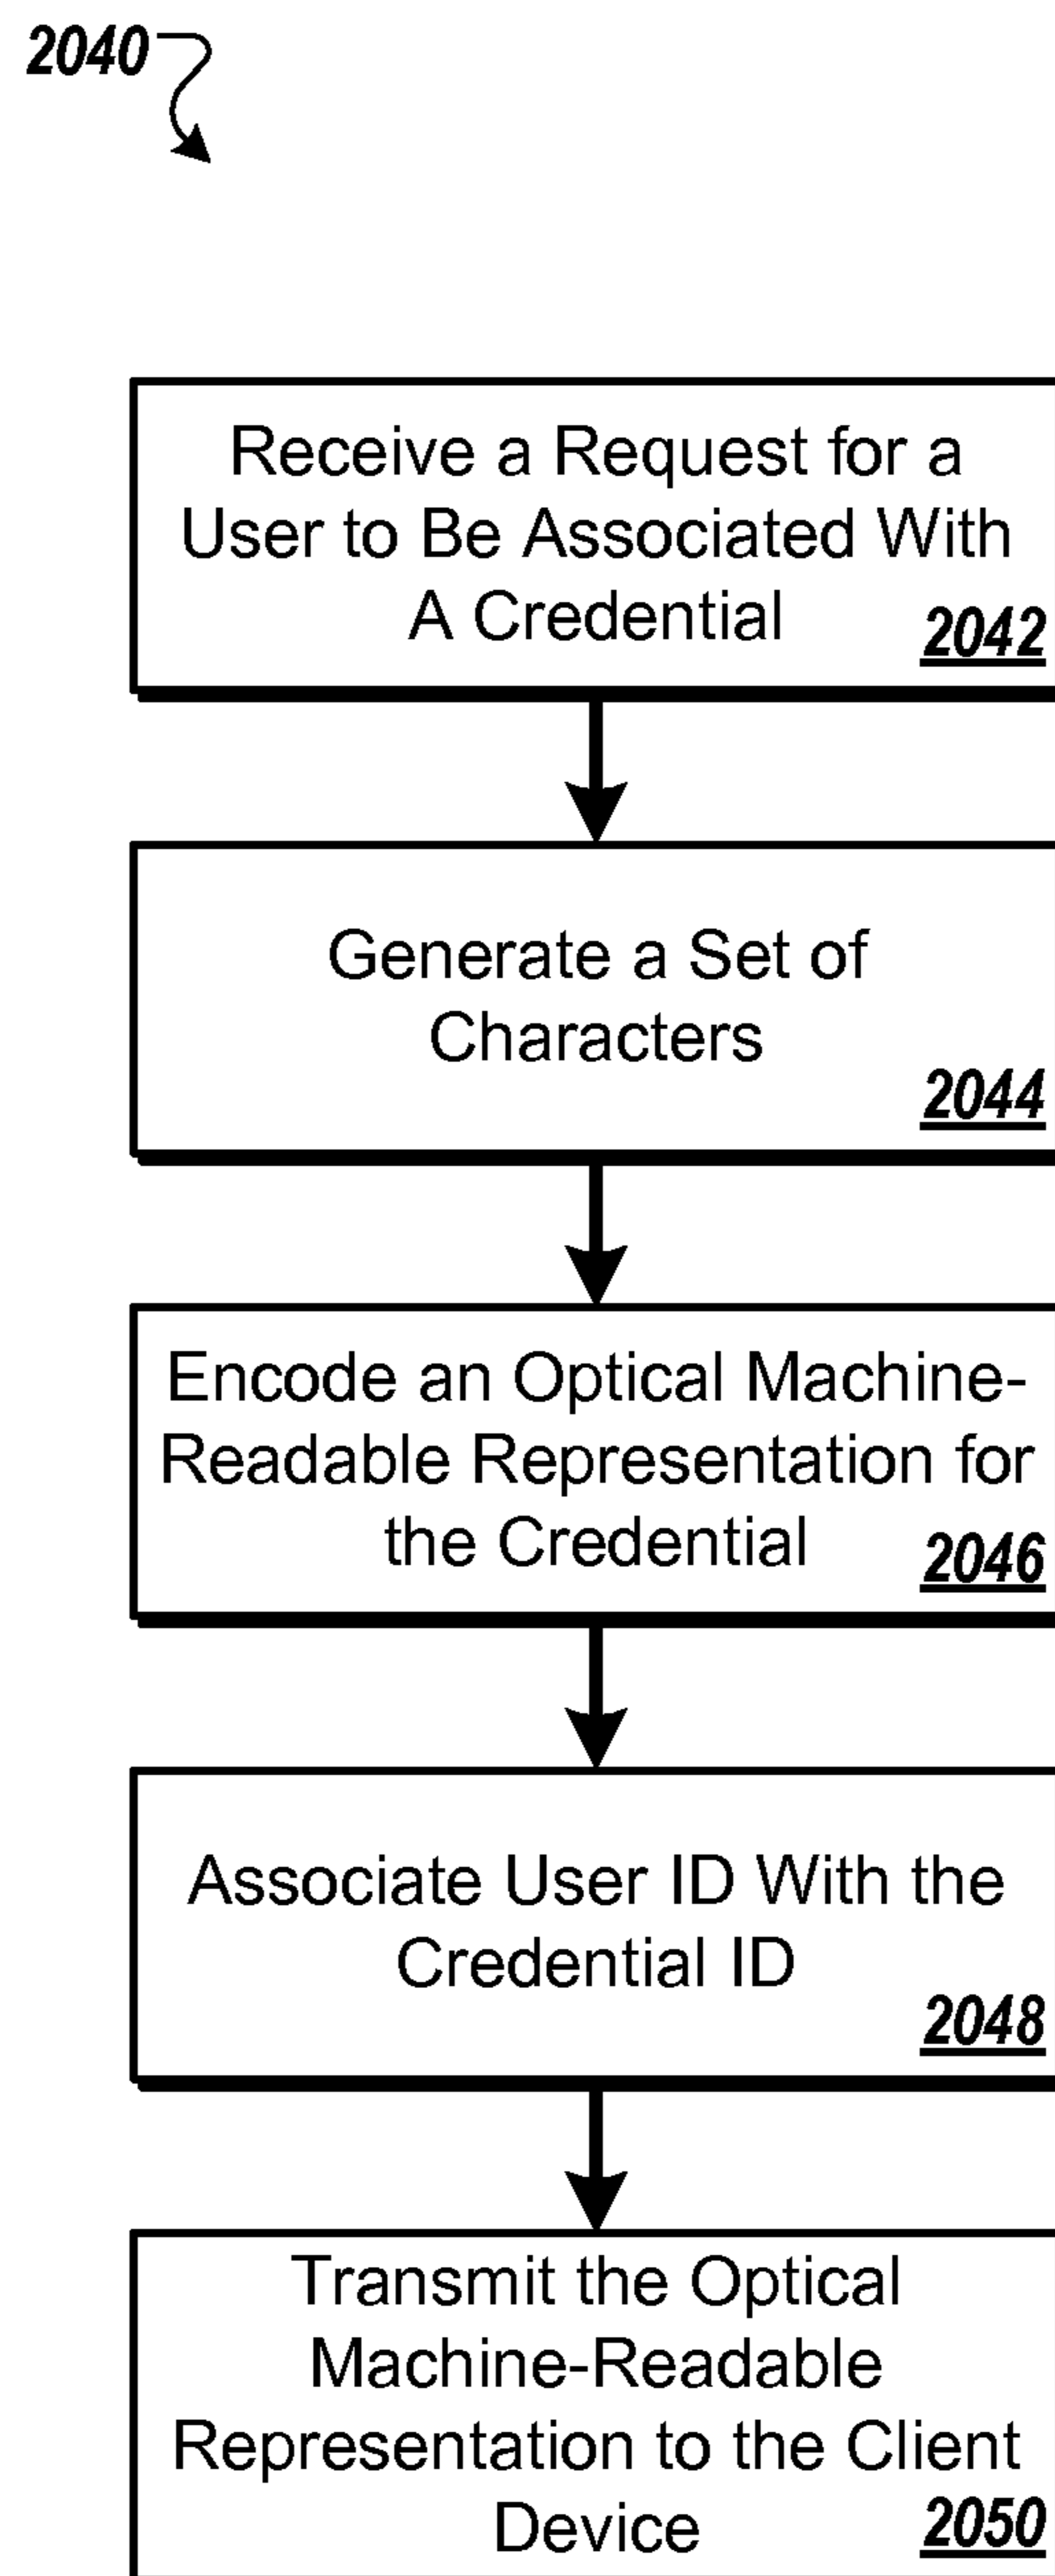 2040
Receive a Request for a
User to Be Associated With
A Credential
2042
Generate a Set of
Characters
2044
Encode an Optical Machine-
Readable Representation for
the Credential
2046
Associate User ID With the
Credential ID
2048
Transmit the Optical
Machine-Readable
Representation to the Client
Device
2050